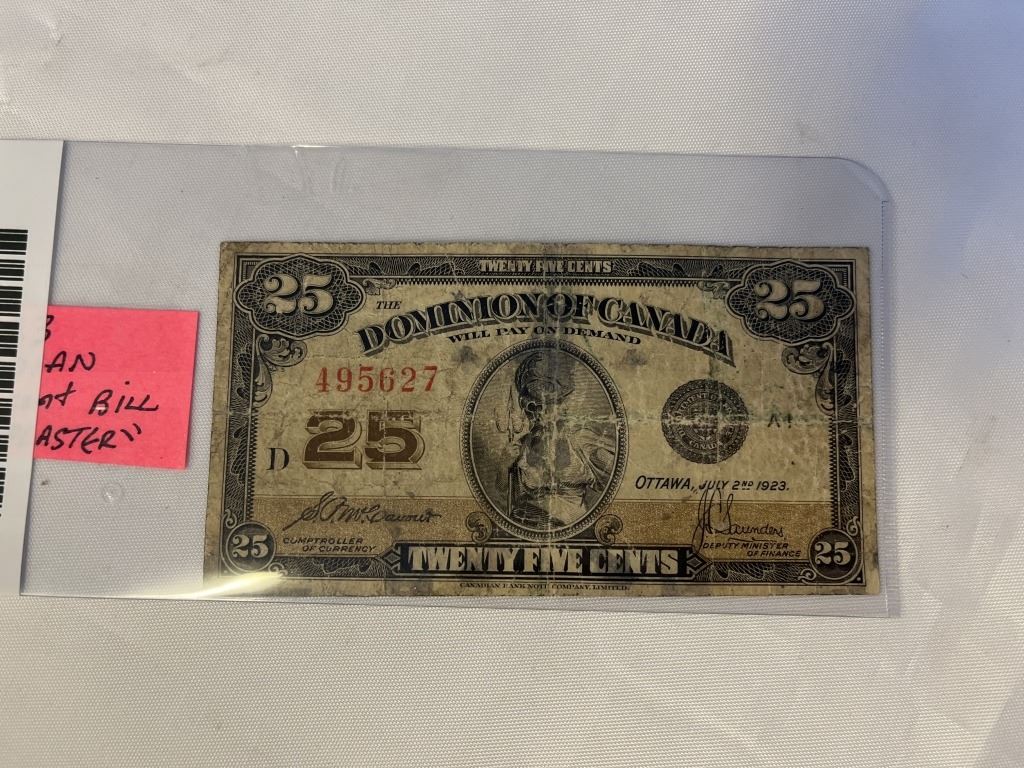 TWENTY FIVE CENTS
25
25
THE
DOMINION OF CANADA
WILL PAY ON DEMAND
495627
25
D
OTTAWA, JULY 2ND 1923.
COMPTROLLER
OF CURRENCY
J C Saunders
DEPUTY MINISTER
OF FINANCE
25
TWENTY FIVE CENTS
25
CANADIAN BANK NOTE COMPANY, LIMITED.
3
AN
nt BILL
ASTER"